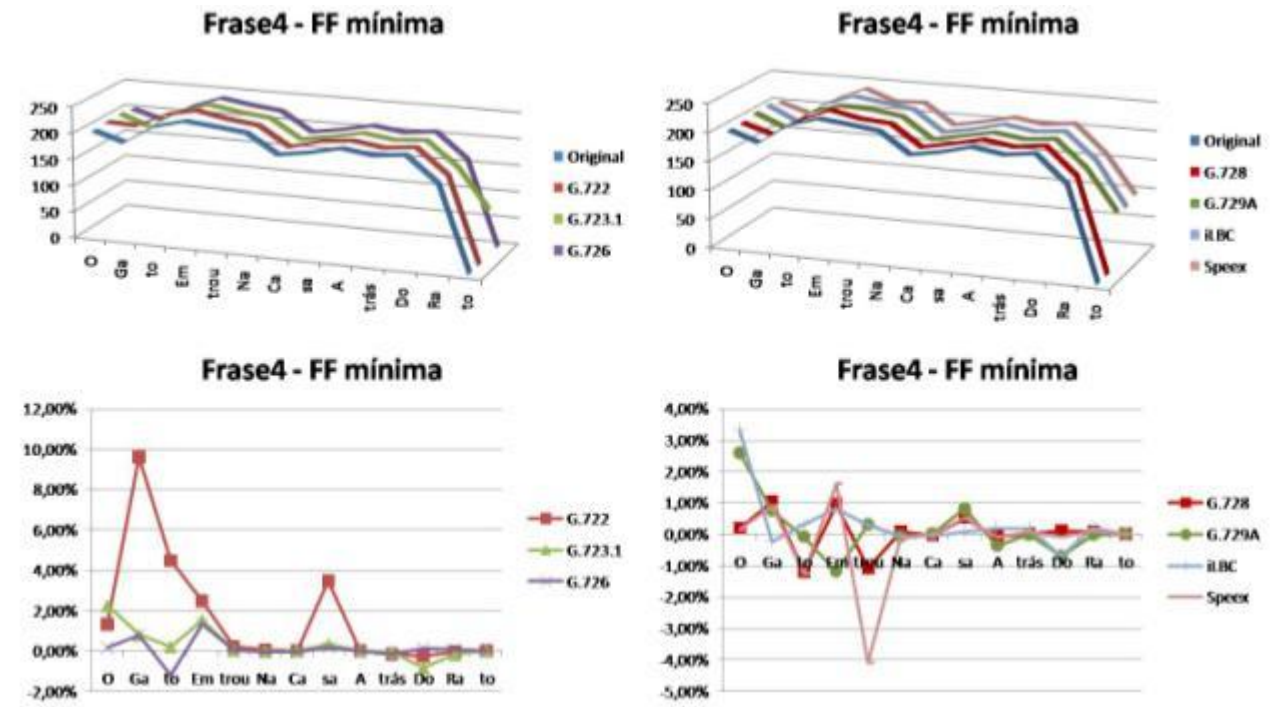 Frase4 - FF mínima
250
200
150
100
50
0
O
Ga
to
Em
trou
Na
Ca
sa
A
trás
Do
Ra
to
Original
G.722
G.723.1
G.726
Frase4 - FF mínima
250
200
150
100
50
0
O
Ga
to
Em
trou
Na
Ca
sa
A
trás
Do
Ra
to
Original
G.728
G.729A
iLBC
Speex
Frase4 - FF mínima
12,00%
10,00%
8,00%
6,00%
4,00%
2,00%
0,00%
-2,00%
O Ga to Em trou Na Ca sa A trás Do Ra to
G.722
G.723.1
G.726
Frase4 - FF mínima
4,00%
3,00%
2,00%
1,00%
0,00%
-1,00%
-2,00%
-3,00%
-4,00%
-5,00%
O Ga to Em trou Na Ca sa A trás Do Ra to
G.728
G.729A
iLBC
Speex